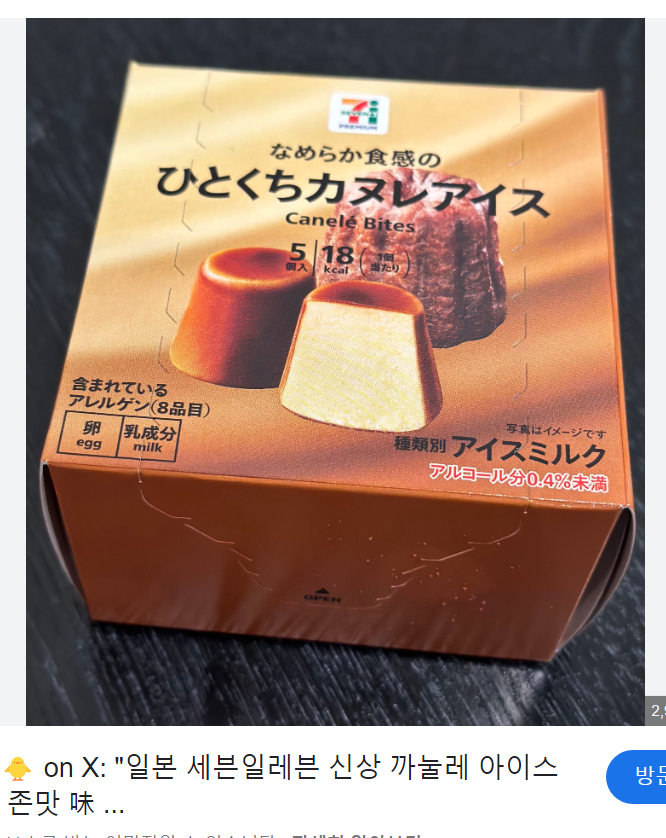 7i
SEVEN&i
PREMIUM
なめらか食感の
ひとくちカヌレアイス
Canelé Bites
5個入 18kcal (1個当たり)
含まれている
アレルゲン(8品目)
卵 乳成分
egg milk
写真はイメージです
種類別 アイスミルク
アルコール分0.4%未満
OPEN
on X: "일본 세븐일레븐 신상 까눌레 아이스
존맛 味 ...